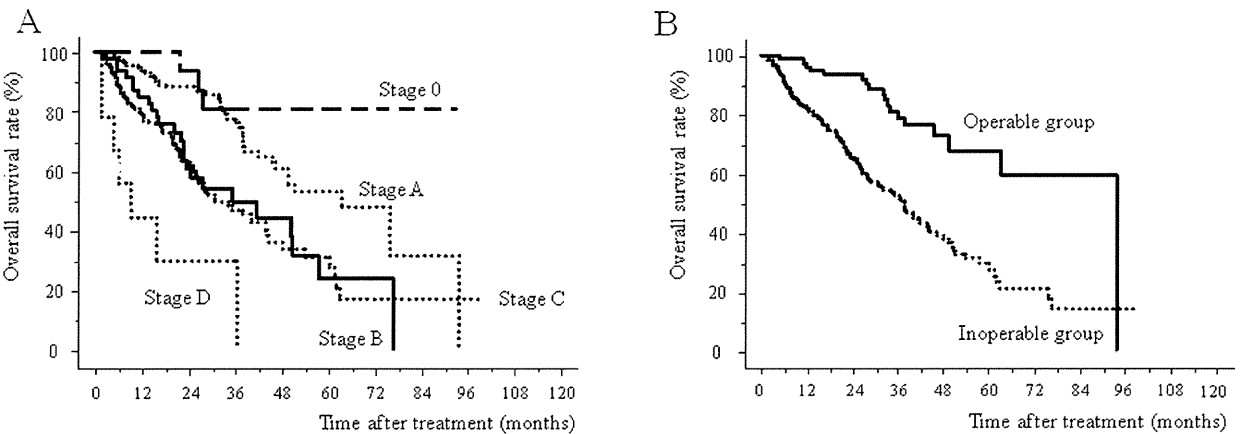 A
Overall survival rate (%)
100
80
60
40
20
0
Stage 0
Stage A
Stage D
Stage C
Stage B
0 12 24 36 48 60 72 84 96 108 120
Time after treatment (months)
B
Overall survival rate (%)
100
80
60
40
20
0
Operable group
Inoperable group
0 12 24 36 48 60 72 84 96 108 120
Time after treatment (months)